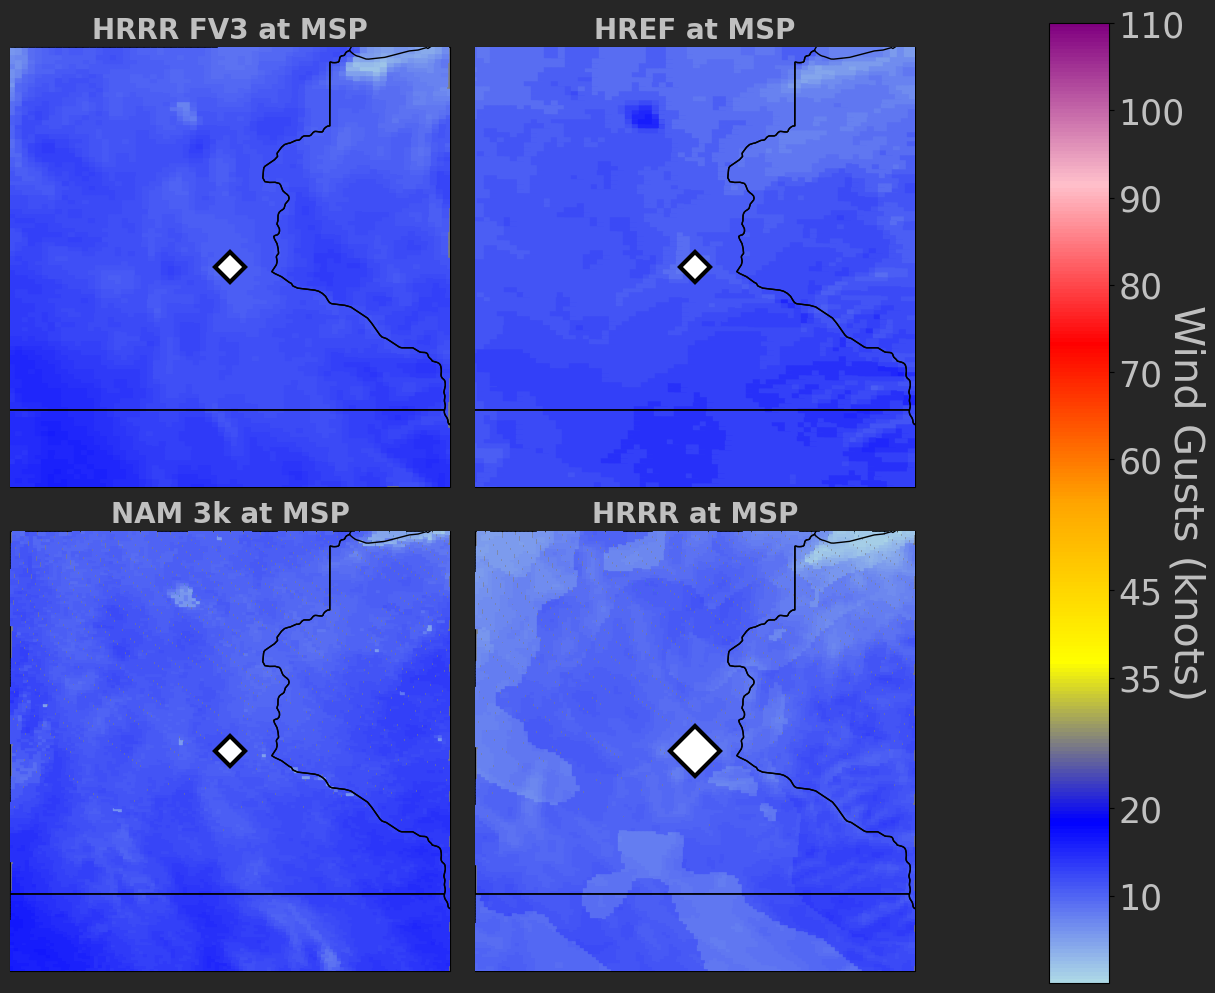 HRRR FV3 at MSP
HREF at MSP
NAM 3k at MSP
HRRR at MSP
110
100
90
80
70
60
45
35
20
10
Wind Gusts (knots)